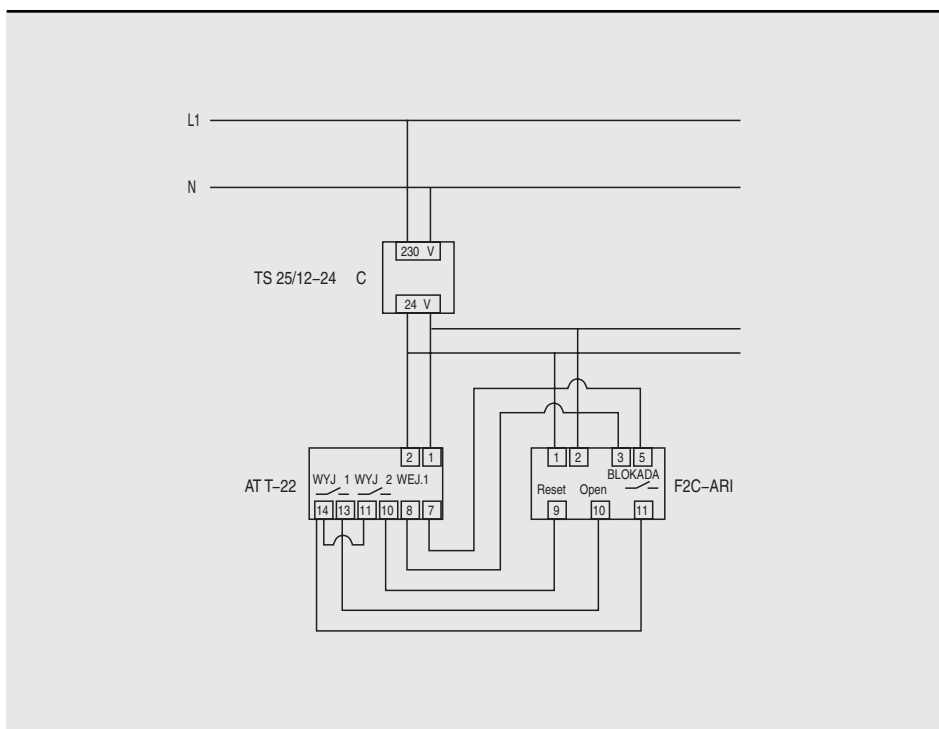 L1
N
230 V
TS 25/12–24 C
24 V
2 1
1 2 3 5
AT T–22
WYJ 1 WYJ 2 WEJ.1
BLOKADA
F2C–ARI
Reset Open
14 13 11 10 8 7
9 10 11